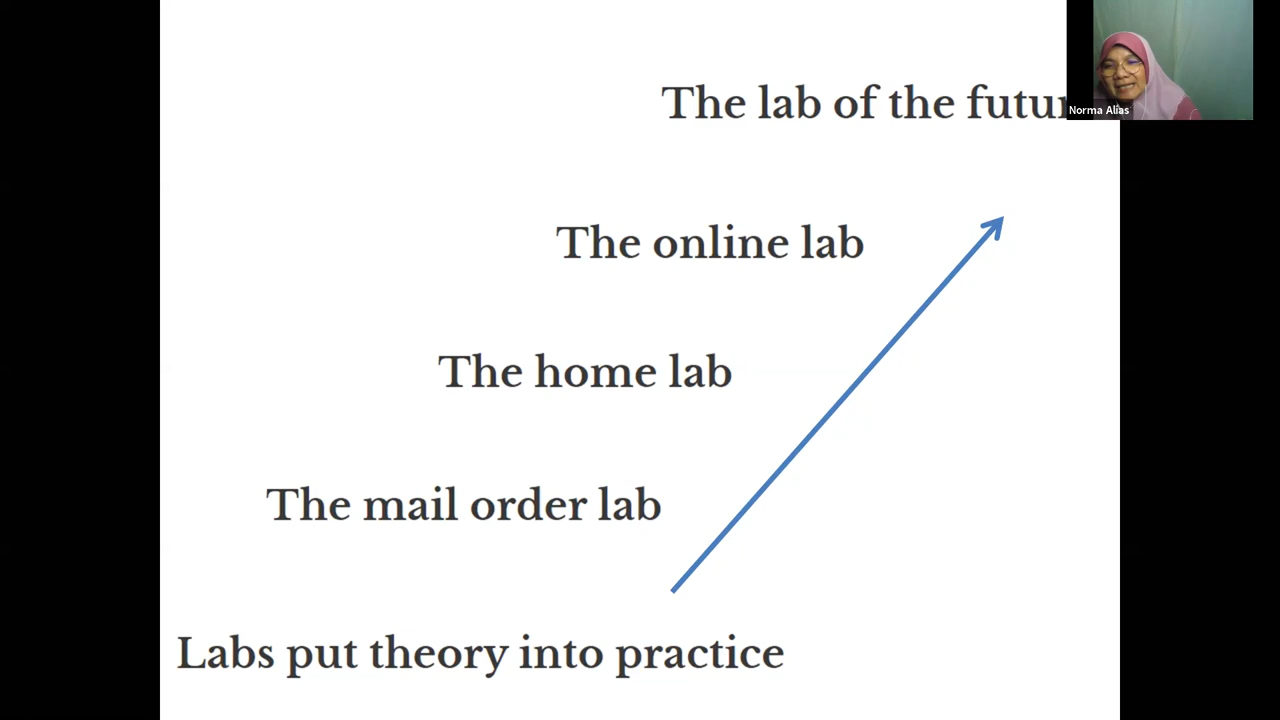 The lab of the
Norma Alias
The online lab
The home lab
The mail order lab
Labs put theory into practice